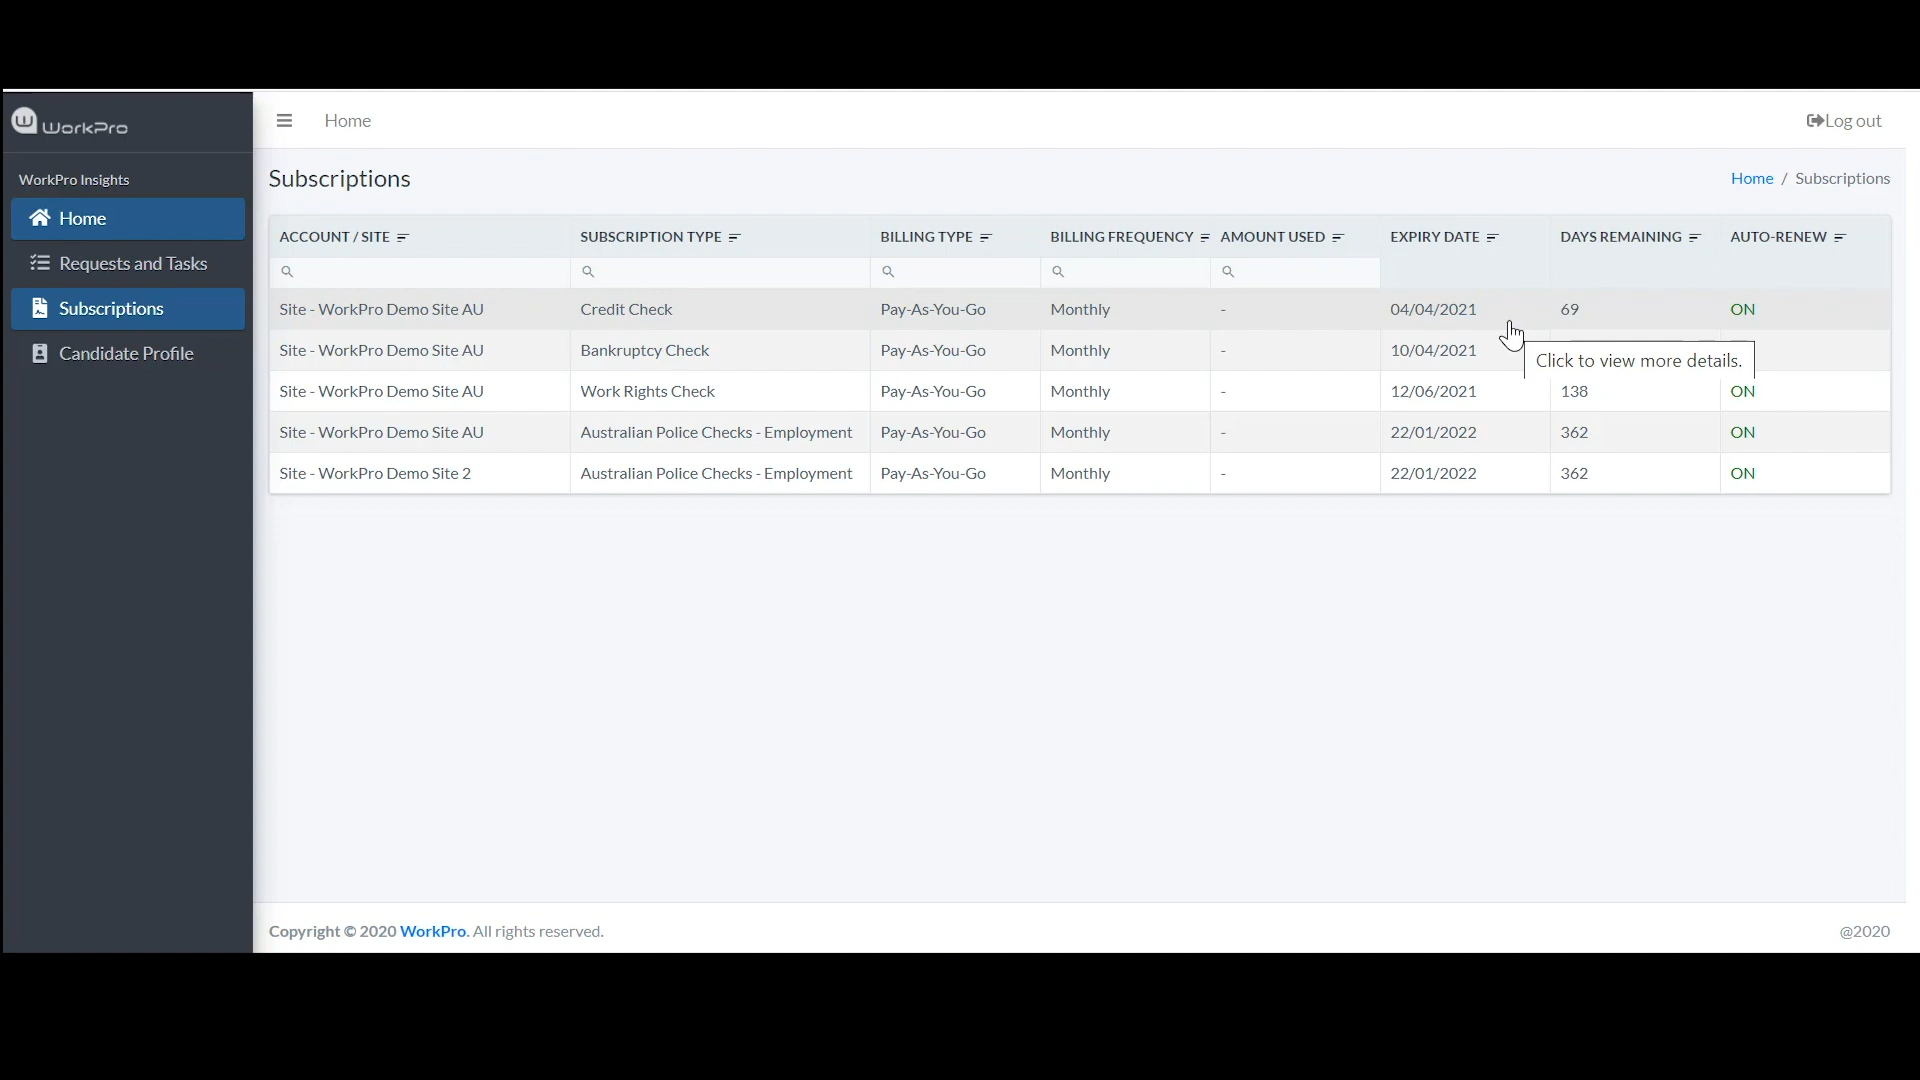 WorkPro
Home
Log out
WorkPro Insights
Home
Requests and Tasks
Subscriptions
Candidate Profile
Subscriptions
Home / Subscriptions
ACCOUNT / SITE SUBSCRIPTION TYPE BILLING TYPE BILLING FREQUENCY AMOUNT USED EXPIRY DATE DAYS REMAINING AUTO-RENEW
Site - WorkPro Demo Site AU Credit Check Pay-As-You-Go Monthly - 04/04/2021 69 ON
Site - WorkPro Demo Site AU Bankruptcy Check Pay-As-You-Go Monthly - 10/04/2021
Click to view more details.
Site - WorkPro Demo Site AU Work Rights Check Pay-As-You-Go Monthly - 12/06/2021 138 ON
Site - WorkPro Demo Site AU Australian Police Checks - Employment Pay-As-You-Go Monthly - 22/01/2022 362 ON
Site - WorkPro Demo Site 2 Australian Police Checks - Employment Pay-As-You-Go Monthly - 22/01/2022 362 ON
Copyright © 2020 WorkPro. All rights reserved.
@2020